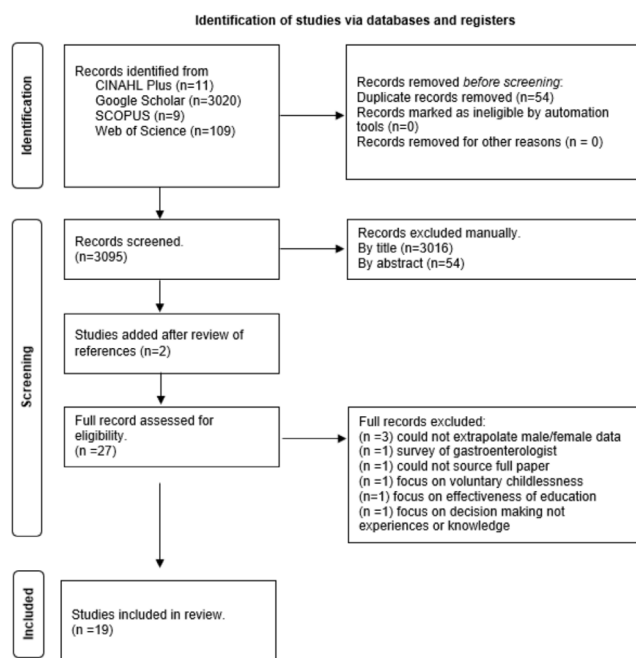 Identification of studies via databases and registers
Identification
Records identified from
CINAHL Plus (n=11)
Google Scholar (n=3020)
SCOPUS (n=9)
Web of Science (n=109)
Records removed before screening:
Duplicate records removed (n=54)
Records marked as ineligible by automation
tools (n=0)
Records removed for other reasons (n = 0)
Screening
Records screened.
(n=3095)
Records excluded manually.
By title (n=3016)
By abstract (n=54)
Studies added after review of
references (n=2)
Full record assessed for
eligibility.
(n =27)
Full records excluded:
(n =3) could not extrapolate male/female data
(n =1) survey of gastroenterologist
(n =1) could not source full paper
(n =1) focus on voluntary childlessness
(n=1) focus on effectiveness of education
(n =1) focus on decision making not
experiences or knowledge
Included
Studies included in review.
(n =19)